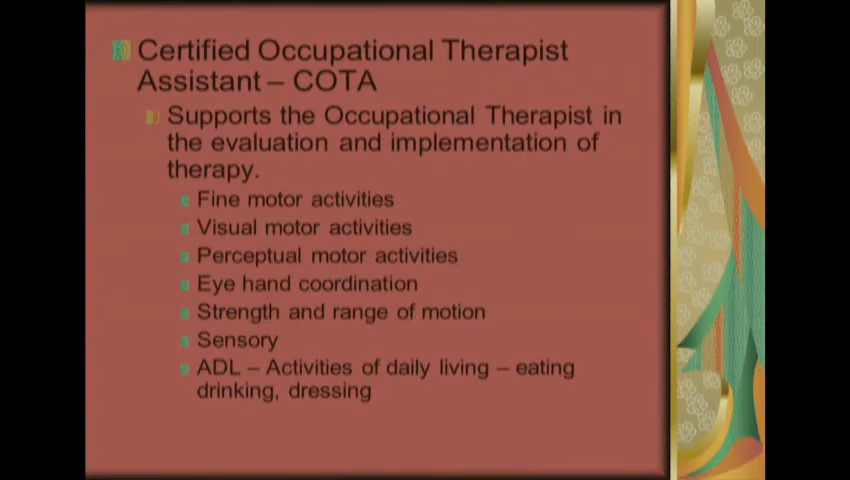 Certified Occupational Therapist
Assistant – COTA
Supports the Occupational Therapist in
the evaluation and implementation of
therapy.
Fine motor activities
Visual motor activities
Perceptual motor activities
Eye hand coordination
Strength and range of motion
Sensory
ADL – Activities of daily living – eating
drinking, dressing